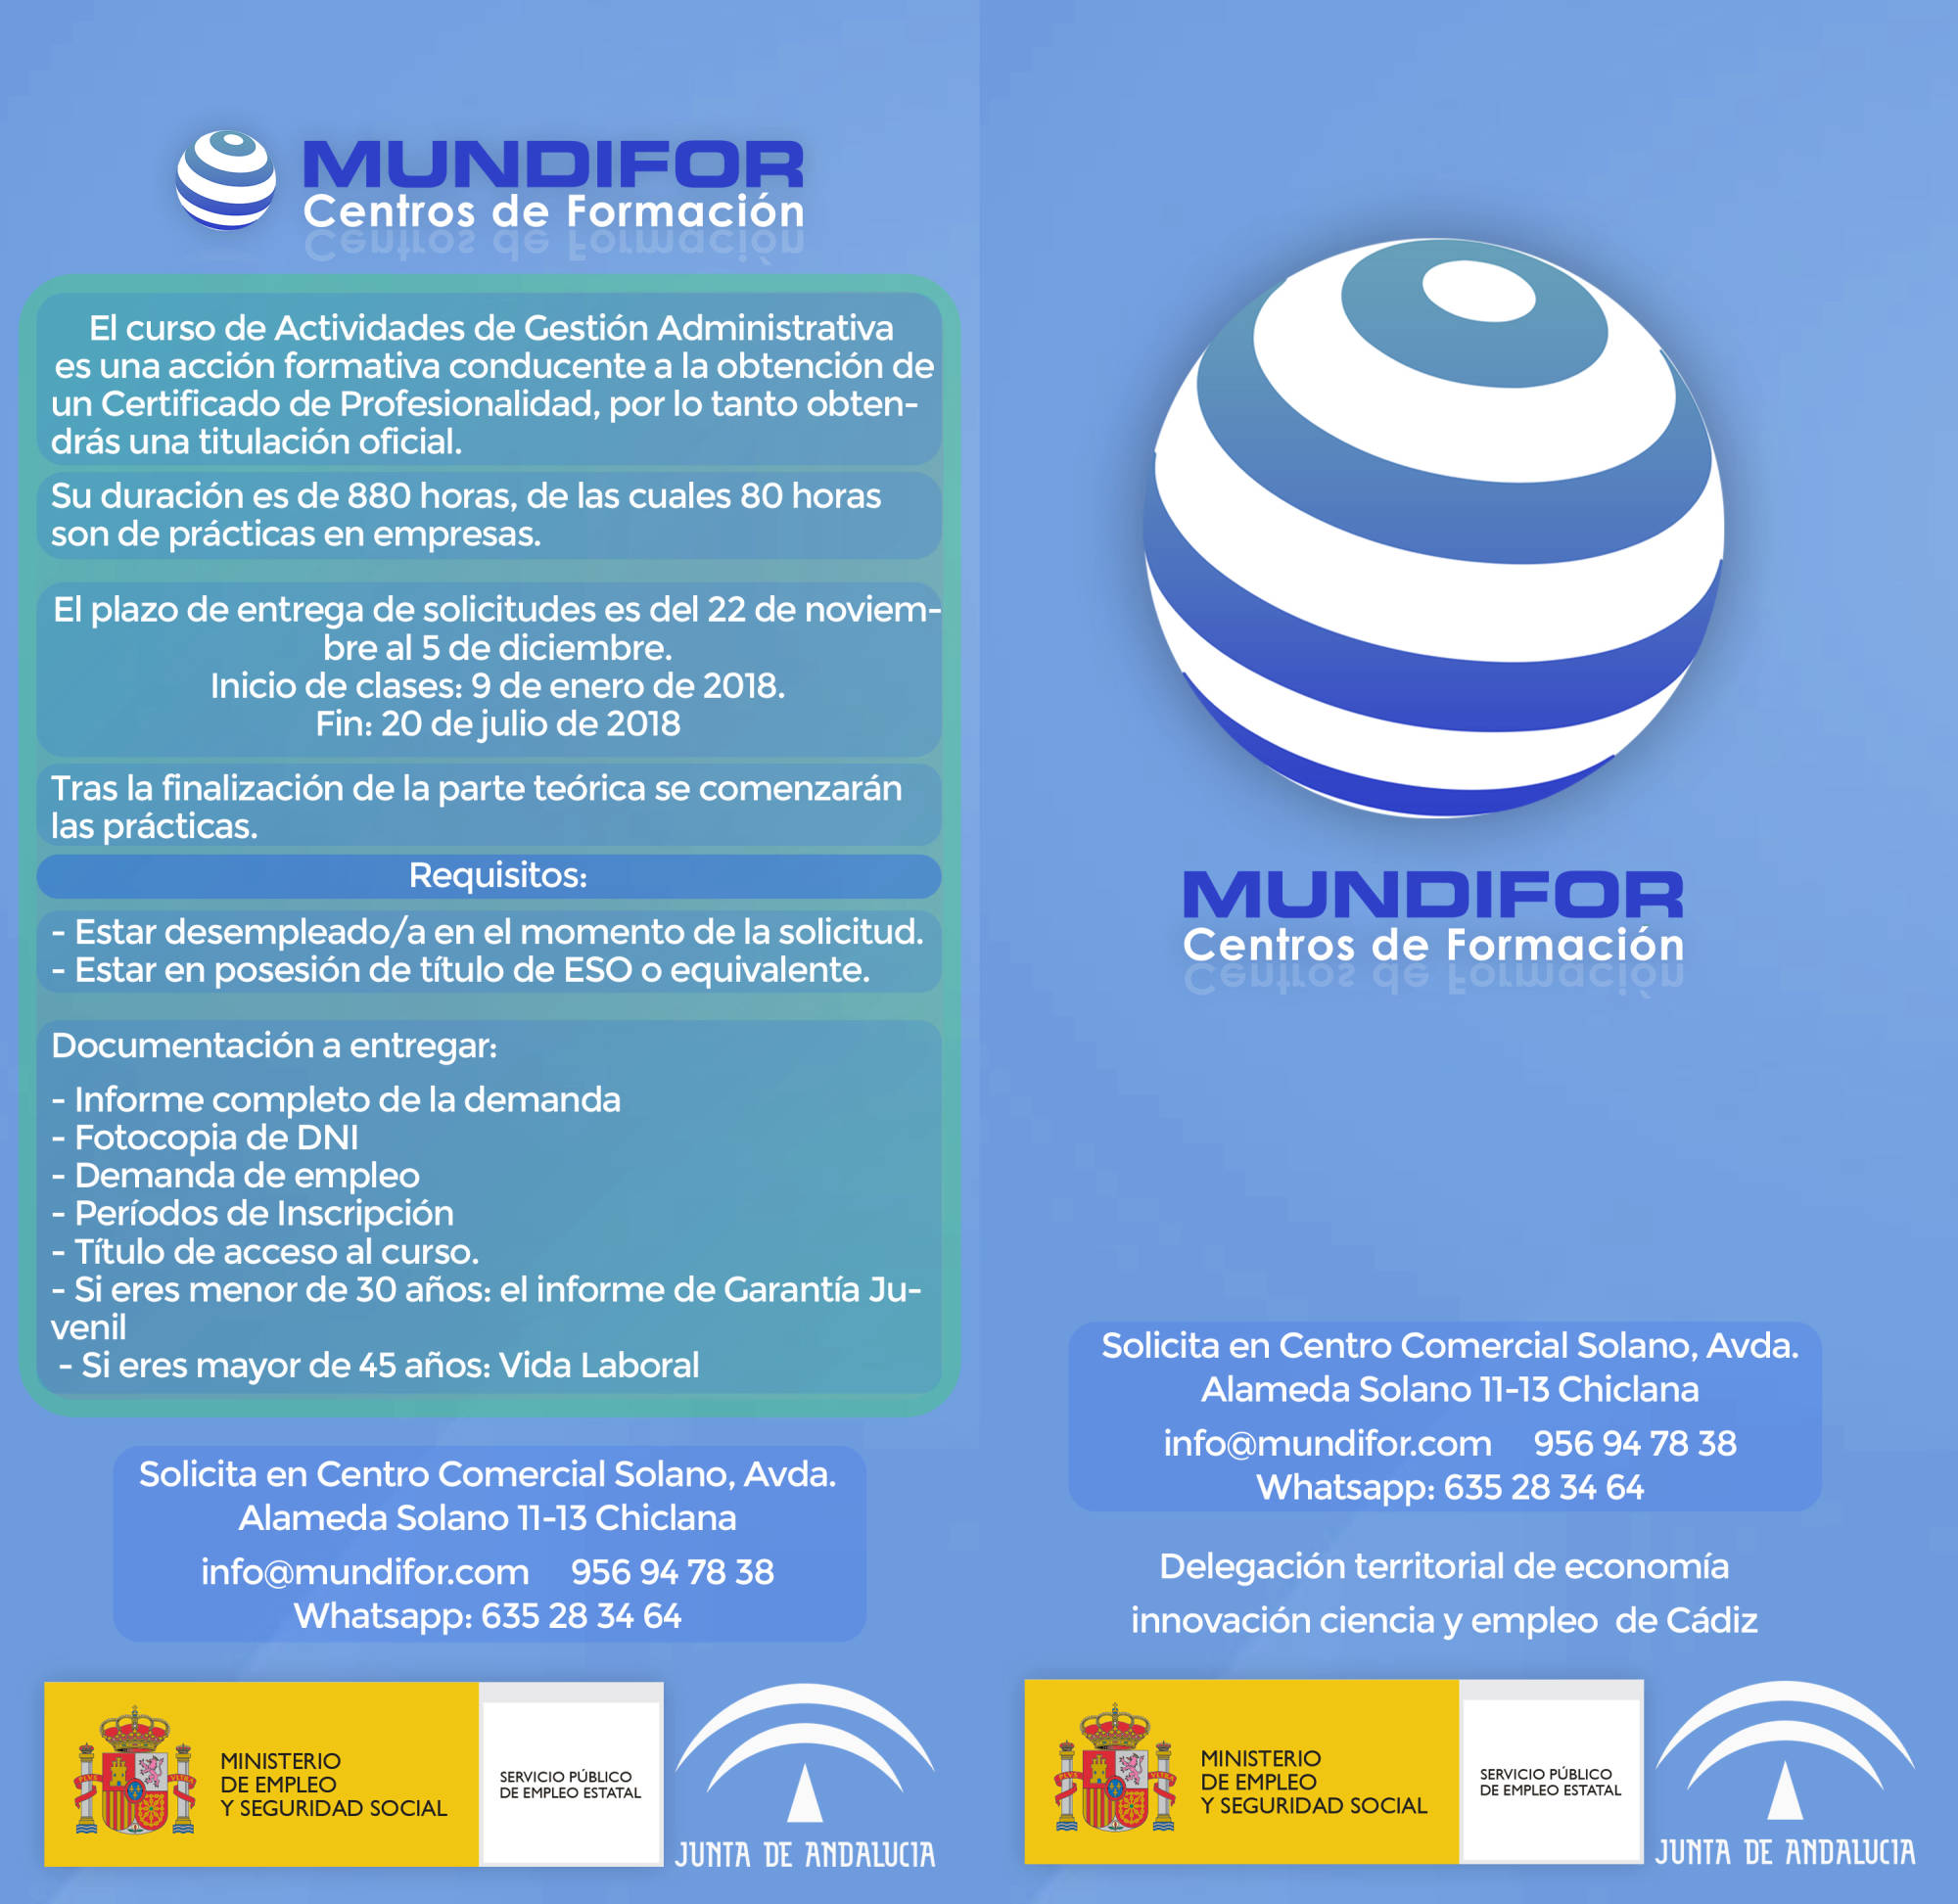 MUNDIFOR
Centros de Formación
El curso de Actividades de Gestión Administrativa
es una acción formativa conducente a la obtención de
un Certificado de Profesionalidad, por lo tanto obten-
drás una titulación oficial.
Su duración es de 880 horas, de las cuales 80 horas
son de prácticas en empresas.
El plazo de entrega de solicitudes es del 22 de noviem-
bre al 5 de diciembre.
Inicio de clases: 9 de enero de 2018.
Fin: 20 de julio de 2018
Tras la finalización de la parte teórica se comenzarán
las prácticas.
Requisitos:
- Estar desempleado/a en el momento de la solicitud.
- Estar en posesión de título de ESO o equivalente.
Documentación a entregar:
- Informe completo de la demanda
- Fotocopia de DNI
- Demanda de empleo
- Períodos de Inscripción
- Título de acceso al curso.
- Si eres menor de 30 años: el informe de Garantía Ju-
venil
- Si eres mayor de 45 años: Vida Laboral
Solicita en Centro Comercial Solano, Avda.
Alameda Solano 11-13 Chiclana
info@mundifor.com 956 94 78 38
Whatsapp: 635 28 34 64
PLVS VLTRA
MINISTERIO
DE EMPLEO
Y SEGURIDAD SOCIAL
SERVICIO PÚBLICO
DE EMPLEO ESTATAL
JUNTA DE ANDALUCIA
MUNDIFOR
Centros de Formación
Solicita en Centro Comercial Solano, Avda.
Alameda Solano 11-13 Chiclana
info@mundifor.com 956 94 78 38
Whatsapp: 635 28 34 64
Delegación territorial de economía
innovación ciencia y empleo de Cádiz
PLVS VLTRA
MINISTERIO
DE EMPLEO
Y SEGURIDAD SOCIAL
SERVICIO PÚBLICO
DE EMPLEO ESTATAL
JUNTA DE ANDALUCIA